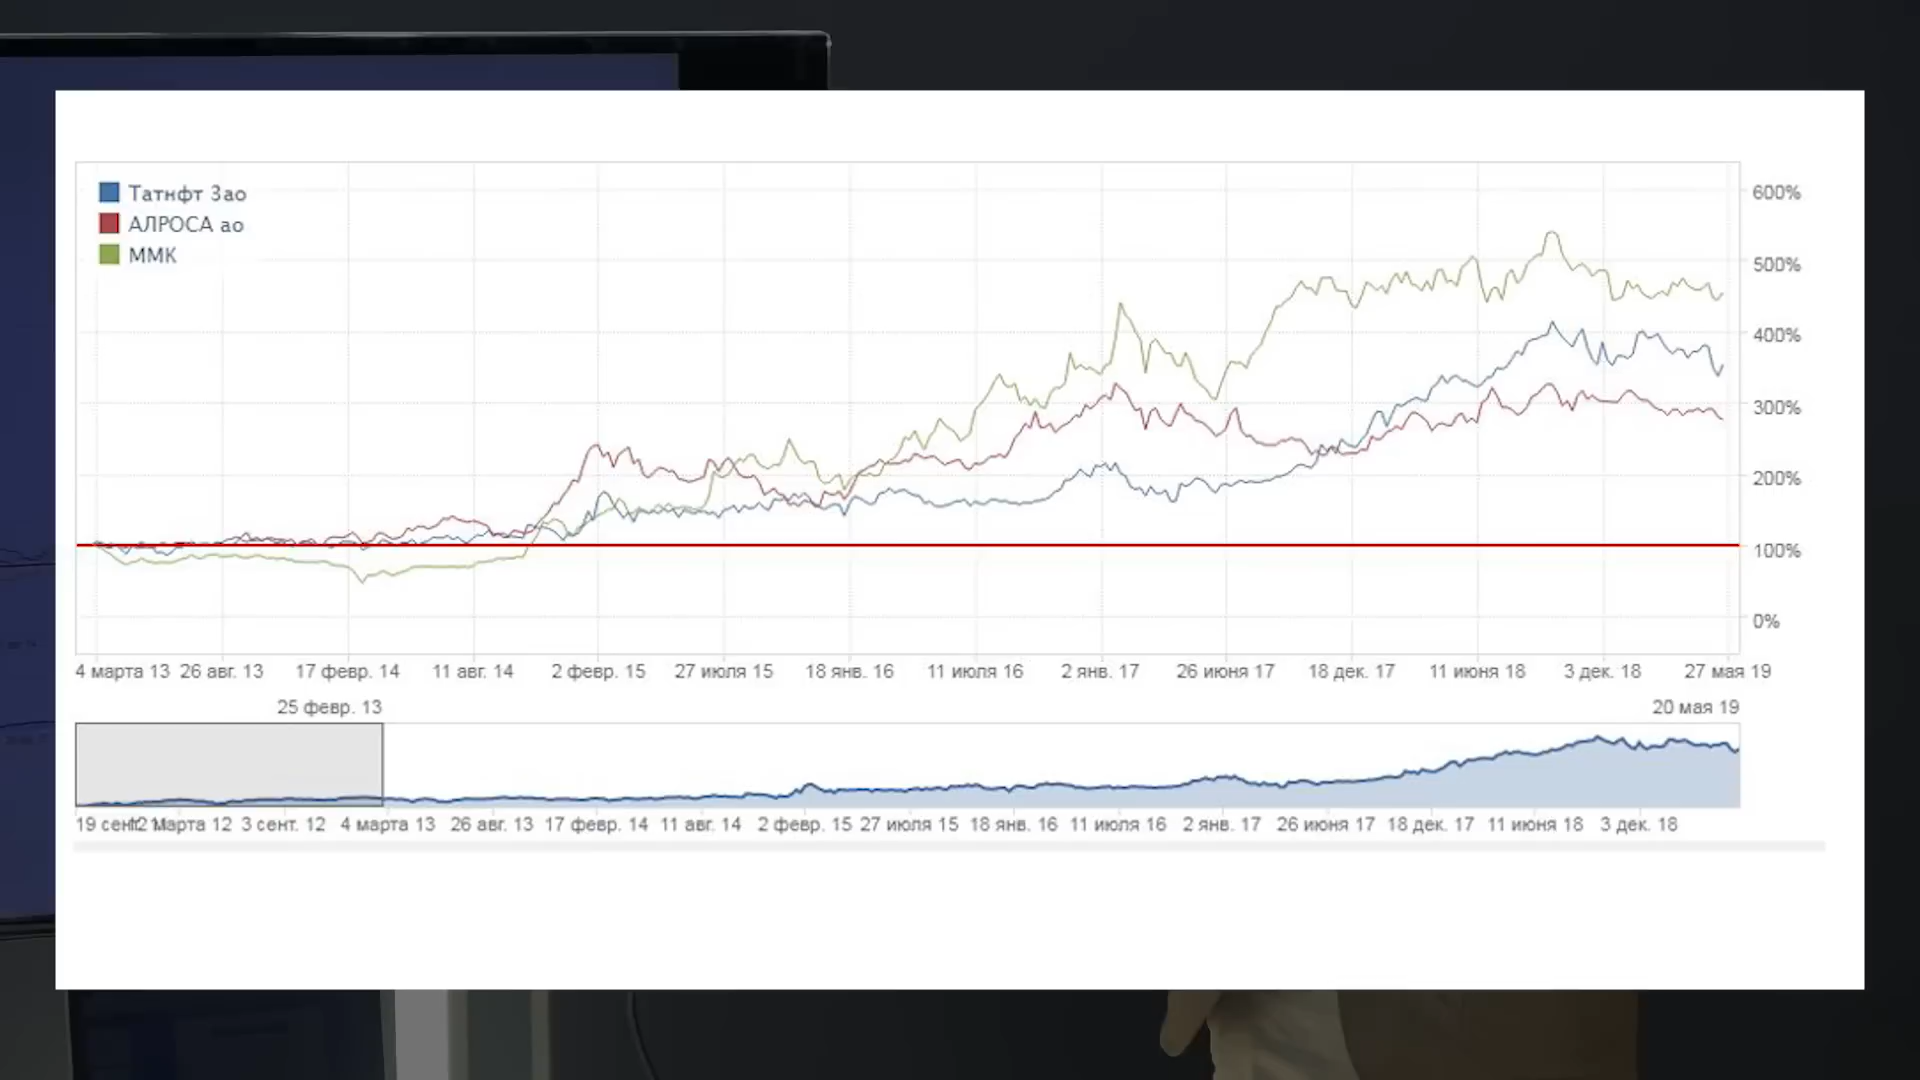 Татнфт 3ао
АЛРОСА ао
ММК
600%
500%
400%
300%
200%
100%
0%
4 марта 13 26 авг. 13 17 февр. 14 11 авг. 14 2 февр. 15 27 июля 15 18 янв. 16 11 июля 16 2 янв. 17 26 июня 17 18 дек. 17 11 июня 18 3 дек. 18 27 мая 19
25 февр. 13 20 мая 19
19 сент. 12 марта 12 3 сент. 12 4 марта 13 26 авг. 13 17 февр. 14 11 авг. 14 2 февр. 15 27 июля 15 18 янв. 16 11 июля 16 2 янв. 17 26 июня 17 18 дек. 17 11 июня 18 3 дек. 18